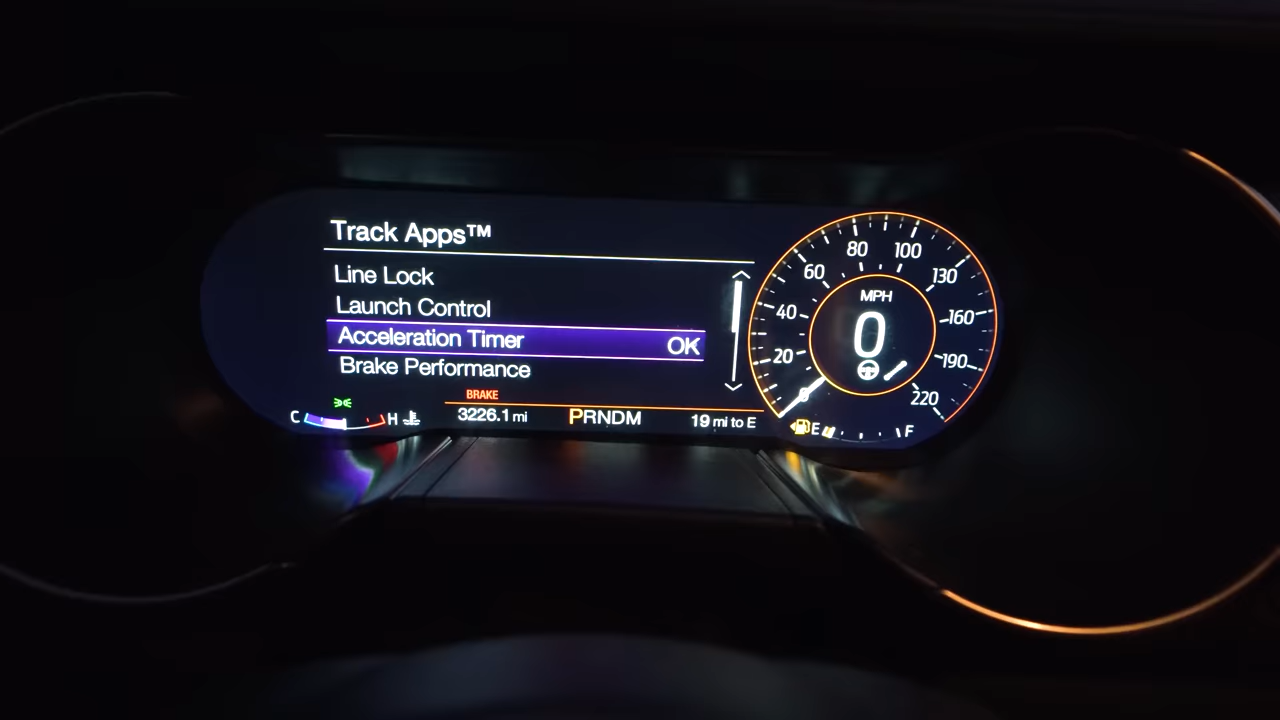 Track Apps™
Line Lock
Launch Control
Acceleration Timer OK
Brake Performance
C H
BRAKE
3226.1 mi PRNDM 19 mi to E
MPH
0
0 20 40 60 80 100 130 160 190 220
E F